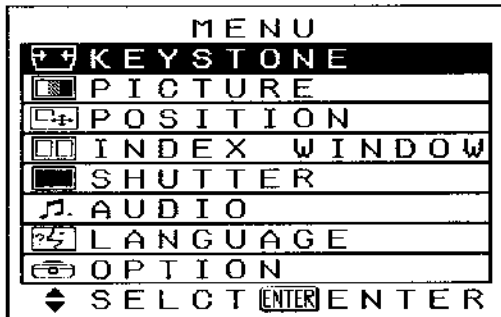 MENU
KEYSTONE
PICTURE
POSITION
INDEX WINDOW
SHUTTER
AUDIO
LANGUAGE
OPTION
SELCT ENTER ENTER